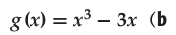 g(x) = x³ − 3x (b